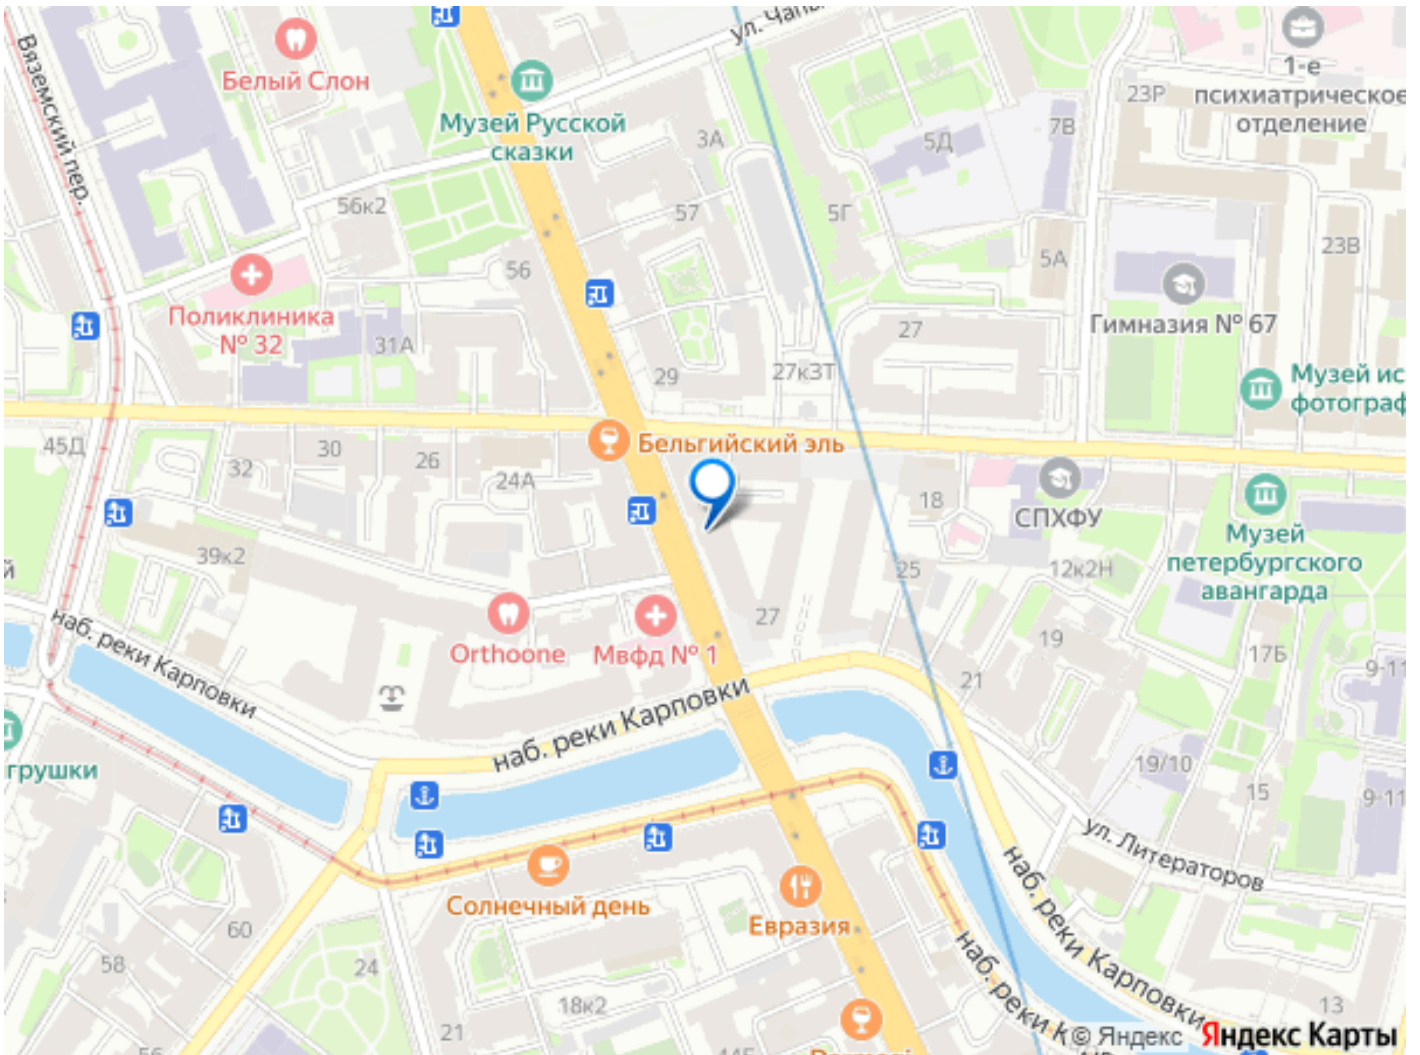 ул. Чапы
Вяземский пер.
Белый Слон
1-е
психиатрическое
отделение
23Р
7В
Музей Русской
сказки
3А
5Д
56к2
57
5Г
23В
5А
56
Поликлиника
№ 32
31А
Гимназия № 67
27
29
27к3Т
Музей ис
фотограф
45Д
30
32
26
24А
Бельгийский эль
18
СПХФУ
Музей
петербургского
авангарда
й
39к2
25
12к2Н
наб. реки Карповки
27
19
17Б
9-11
Orthoone
Мвфд № 1
21
наб. реки Карповки
грушки
19/10
15
9-11
ул. Литераторов
наб. реки Карповки
Солнечный день
Евразия
60
58
24
18к2
21
наб. реки К
13
© Яндекс
Яндекс Карты